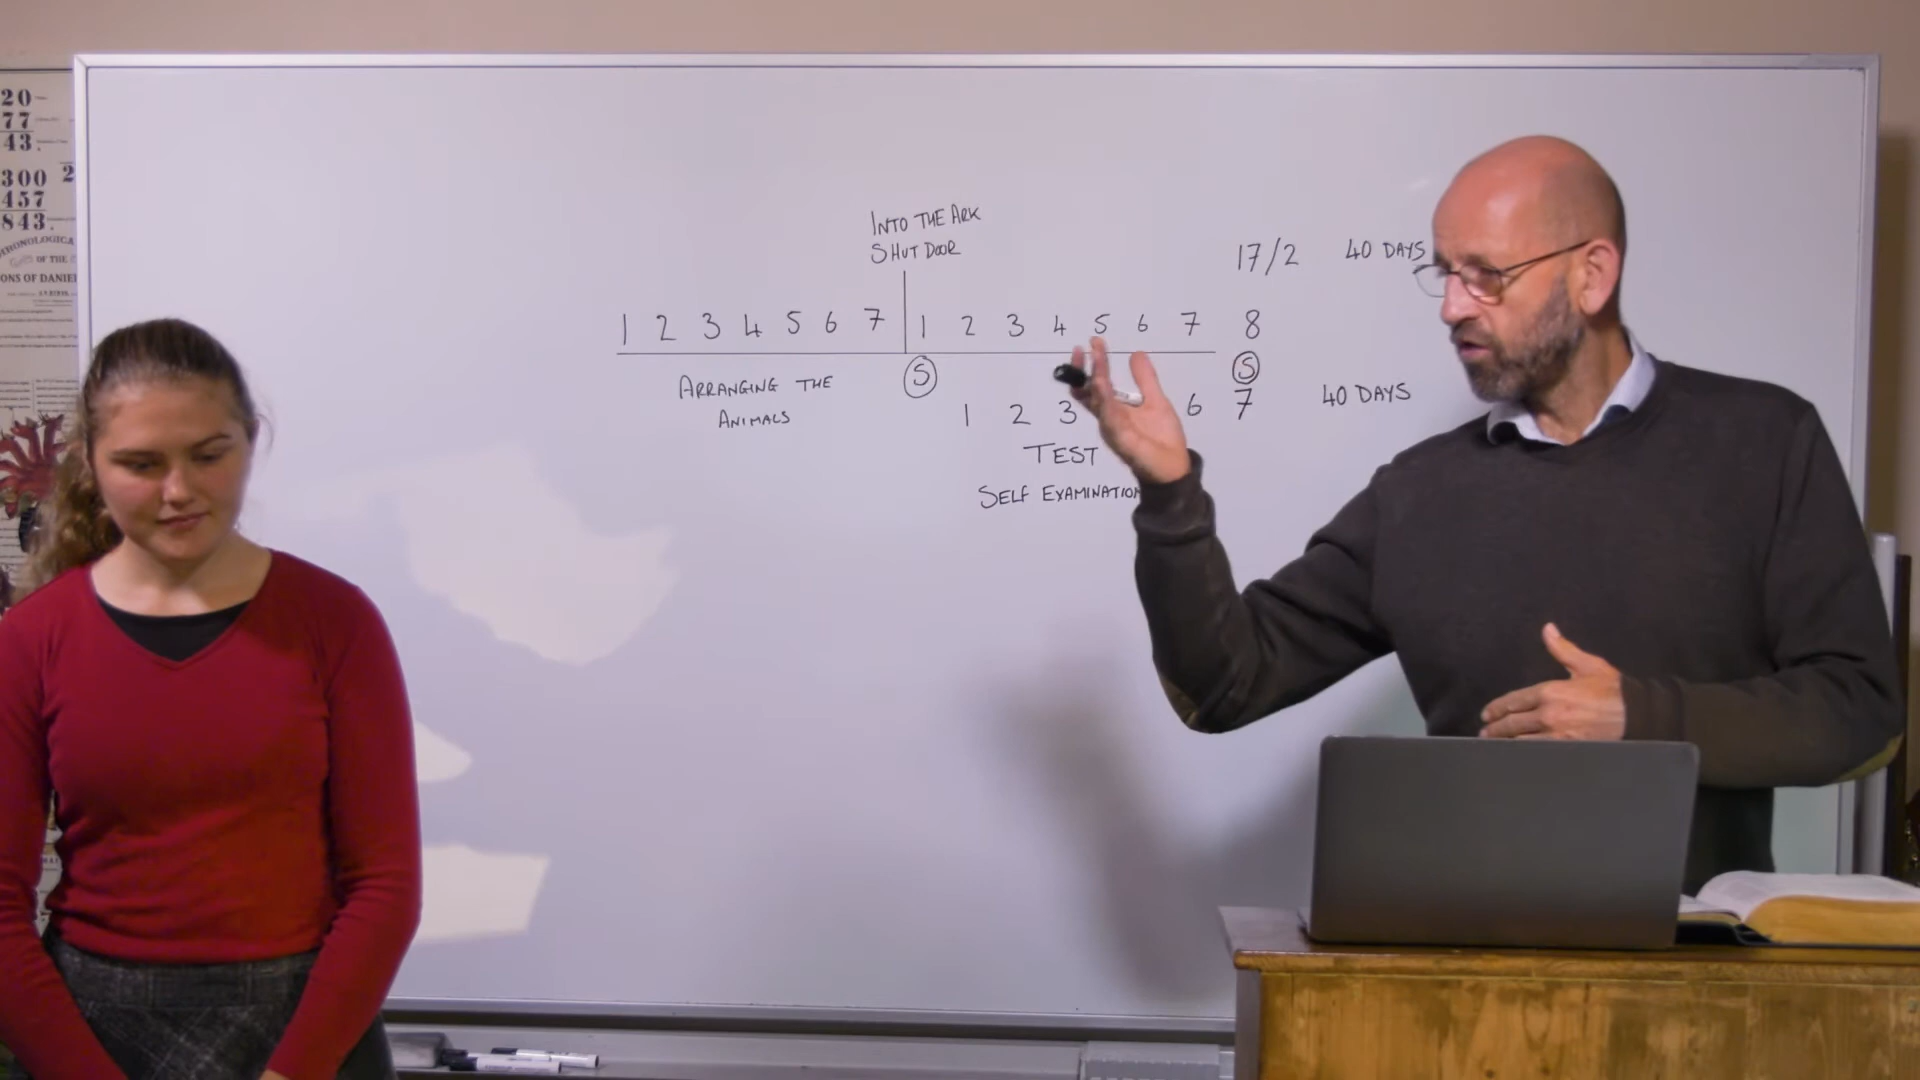 20
77
43.
300 2
457
843.
OF THE
INTO THE ARK
SHUT DOOR
17/2 40 DAYS
1 2 3 4 5 6 7 1 2 3 4 5 6 7 8
S S
ARRANGING THE
ANIMALS
1 2 3 6 7 40 DAYS
TEST
SELF EXAMINATION